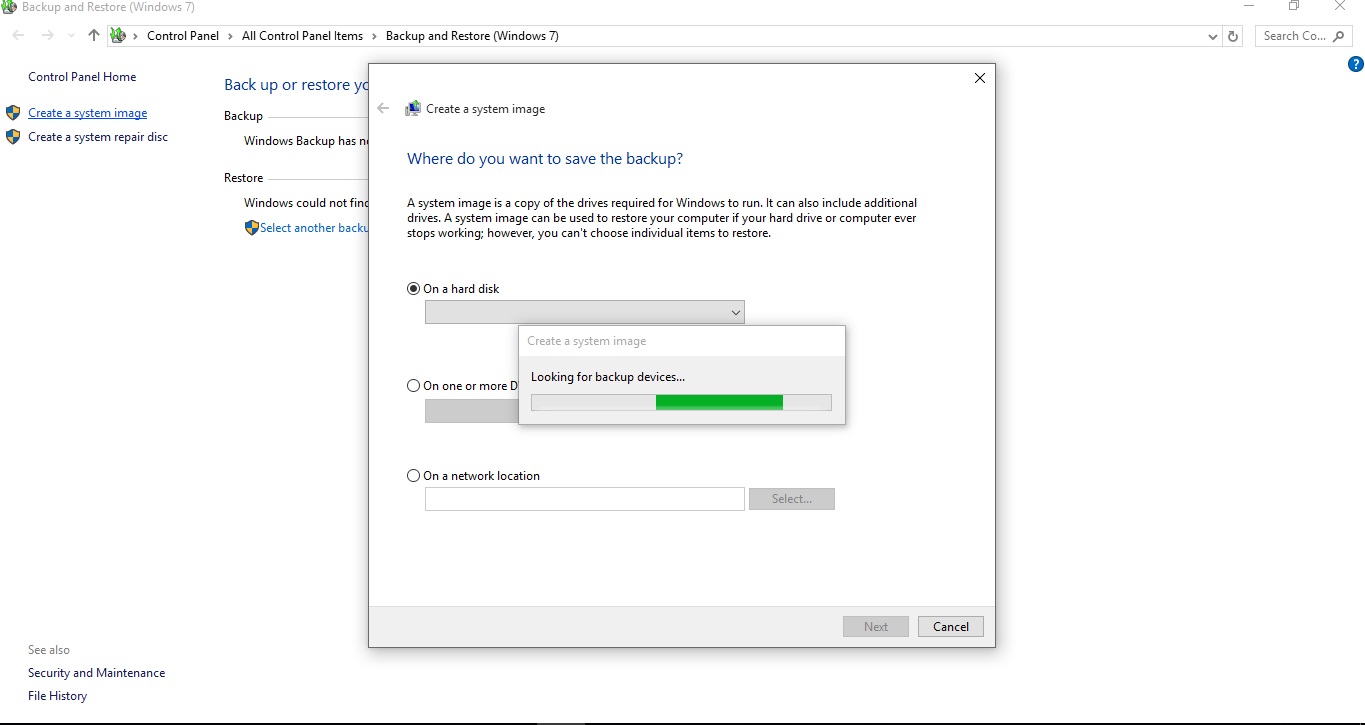 Backup and Restore (Windows 7)
Control Panel > All Control Panel Items > Backup and Restore (Windows 7)
Search Co...
Control Panel Home
Create a system image
Create a system repair disc
Back up or restore yo
Backup
Windows Backup has n
Restore
Windows could not find
Select another backu
Create a system image
Where do you want to save the backup?
A system image is a copy of the drives required for Windows to run. It can also include additional
drives. A system image can be used to restore your computer if your hard drive or computer ever
stops working; however, you can't choose individual items to restore.
On a hard disk
Create a system image
Looking for backup devices...
On one or more D
On a network location
Select...
Next
Cancel
See also
Security and Maintenance
File History